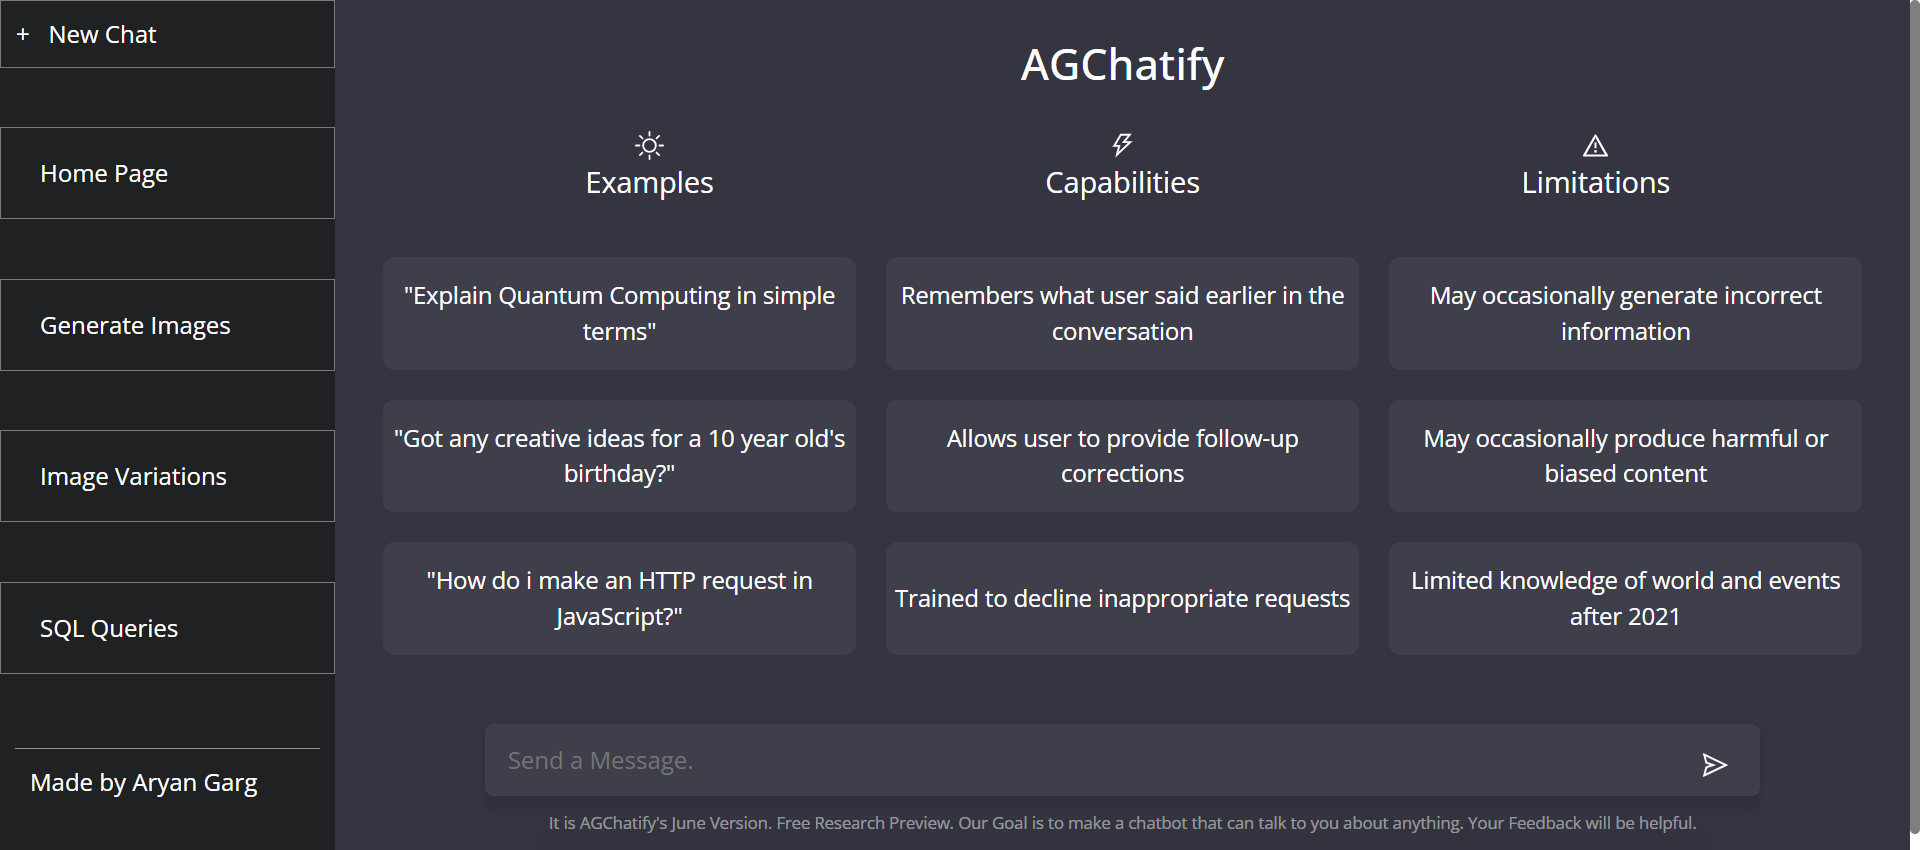 + New Chat
Home Page
Generate Images
Image Variations
SQL Queries
Made by Aryan Garg
AGChatify
Examples
"Explain Quantum Computing in simple
terms"
"Got any creative ideas for a 10 year old's
birthday?"
"How do i make an HTTP request in
JavaScript?"
Capabilities
Remembers what user said earlier in the
conversation
Allows user to provide follow-up
corrections
Trained to decline inappropriate requests
Limitations
May occasionally generate incorrect
information
May occasionally produce harmful or
biased content
Limited knowledge of world and events
after 2021
Send a Message.
It is AGChatify's June Version. Free Research Preview. Our Goal is to make a chatbot that can talk to you about anything. Your Feedback will be helpful.